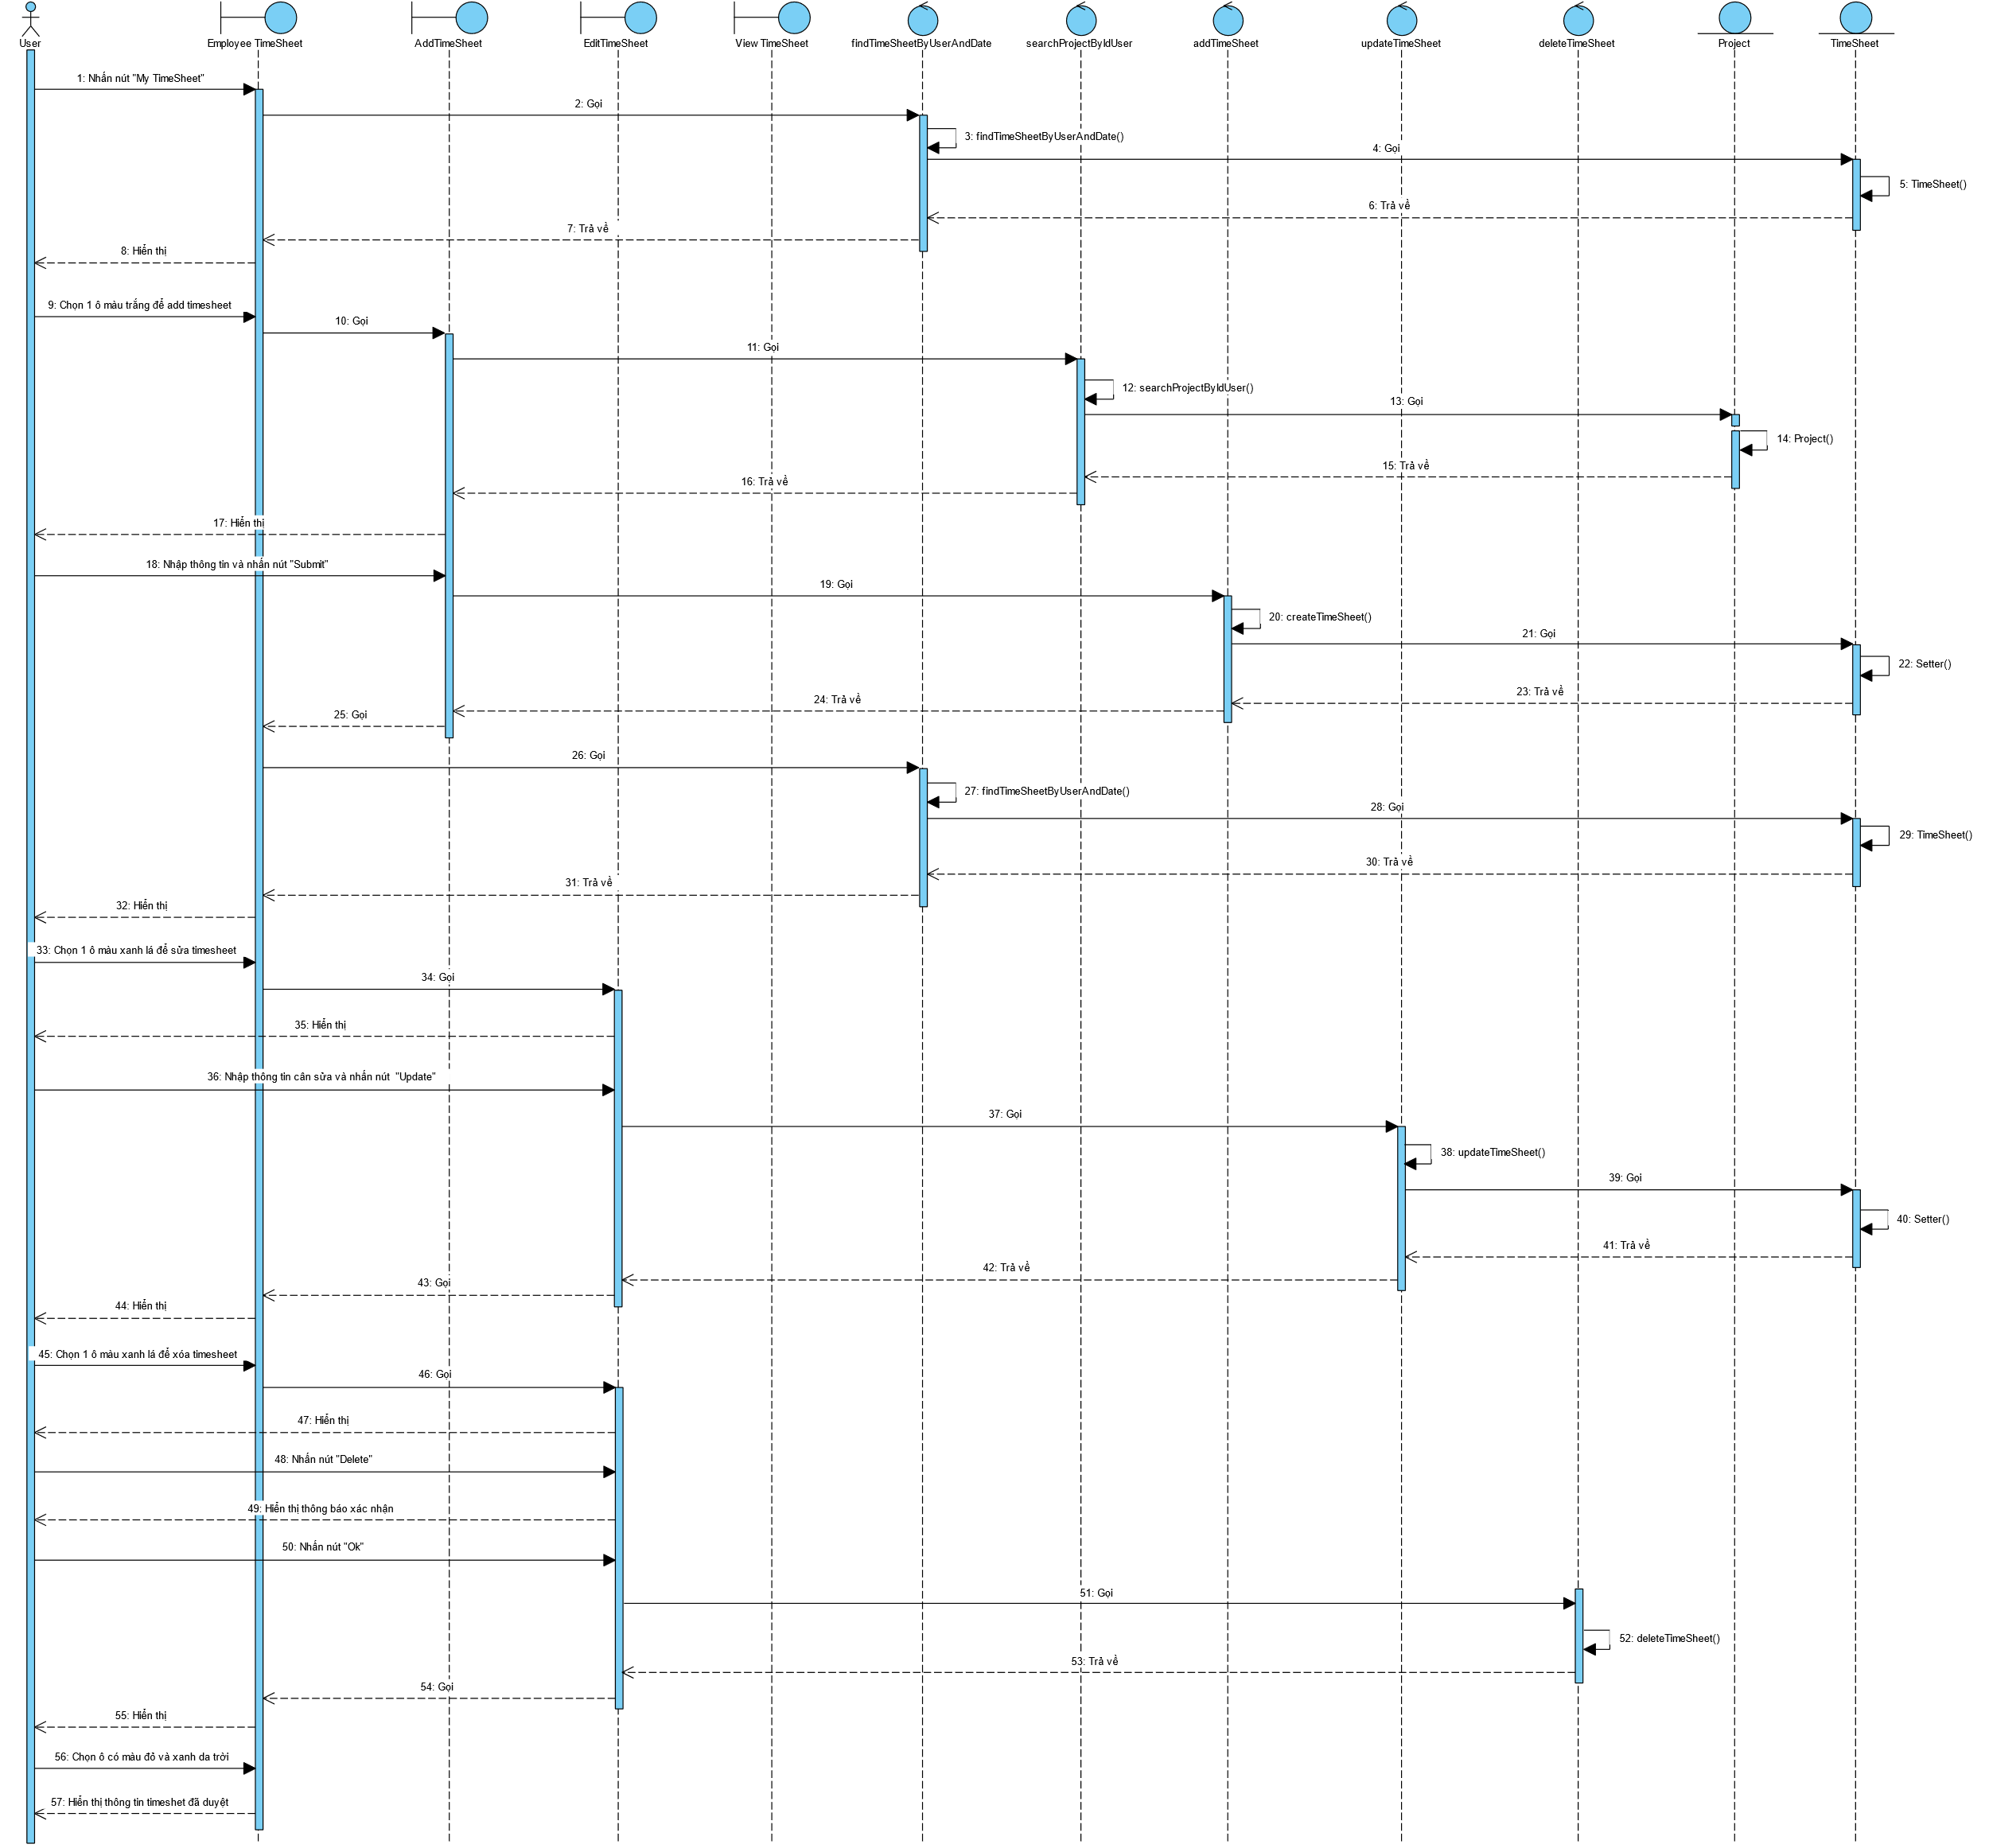 User
Employee TimeSheet
AddTimeSheet
EditTimeSheet
View TimeSheet
findTimeSheetByUserAndDate
searchProjectByIdUser
addTimeSheet
updateTimeSheet
deleteTimeSheet
Project
TimeSheet
1: Nhấn nút "My TimeSheet"
2: Gọi
3: findTimeSheetByUserAndDate()
4: Gọi
5: TimeSheet()
6: Trả về
7: Trả về
8: Hiển thị
9: Chọn 1 ô màu trắng để add timesheet
10: Gọi
11: Gọi
12: searchProjectByIdUser()
13: Gọi
14: Project()
15: Trả về
16: Trả về
17: Hiển thị
18: Nhập thông tin và nhấn nút "Submit"
19: Gọi
20: createTimeSheet()
21: Gọi
22: Setter()
23: Trả về
24: Trả về
25: Gọi
26: Gọi
27: findTimeSheetByUserAndDate()
28: Gọi
29: TimeSheet()
30: Trả về
31: Trả về
32: Hiển thị
33: Chọn 1 ô màu xanh lá để sửa timesheet
34: Gọi
35: Hiển thị
36: Nhập thông tin cân sửa và nhấn nút "Update"
37: Gọi
38: updateTimeSheet()
39: Gọi
40: Setter()
41: Trả về
42: Trả về
43: Gọi
44: Hiển thị
45: Chọn 1 ô màu xanh lá để xóa timesheet
46: Gọi
47: Hiển thị
48: Nhấn nút "Delete"
49: Hiển thị thông báo xác nhận
50: Nhấn nút "Ok"
51: Gọi
52: deleteTimeSheet()
53: Trả về
54: Gọi
55: Hiển thị
56: Chọn ô có màu đỏ và xanh da trời
57: Hiển thị thông tin timeshet đã duyệt